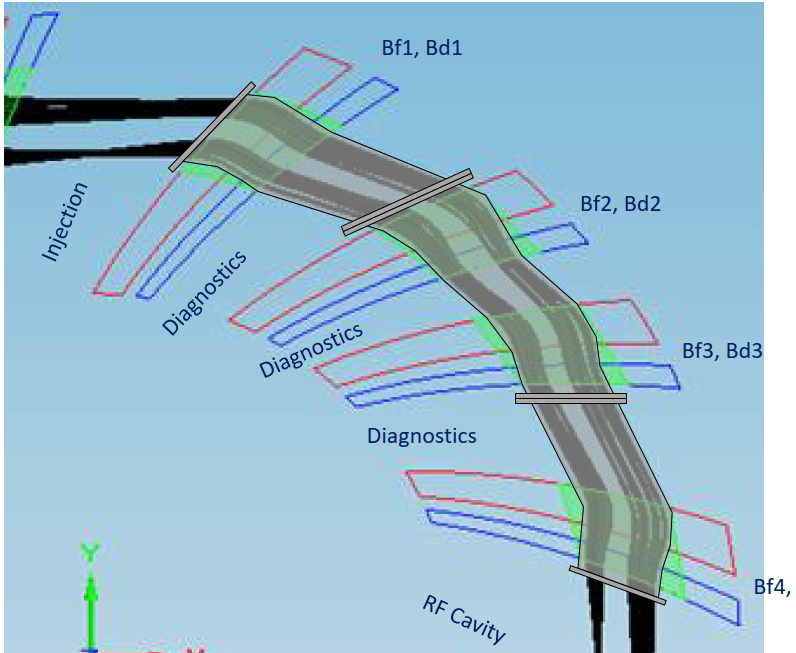 Bf1, Bd1
Injection
Bf2, Bd2
Diagnostics
Diagnostics
Bf3, Bd3
Diagnostics
Bf4,
RF Cavity
Y